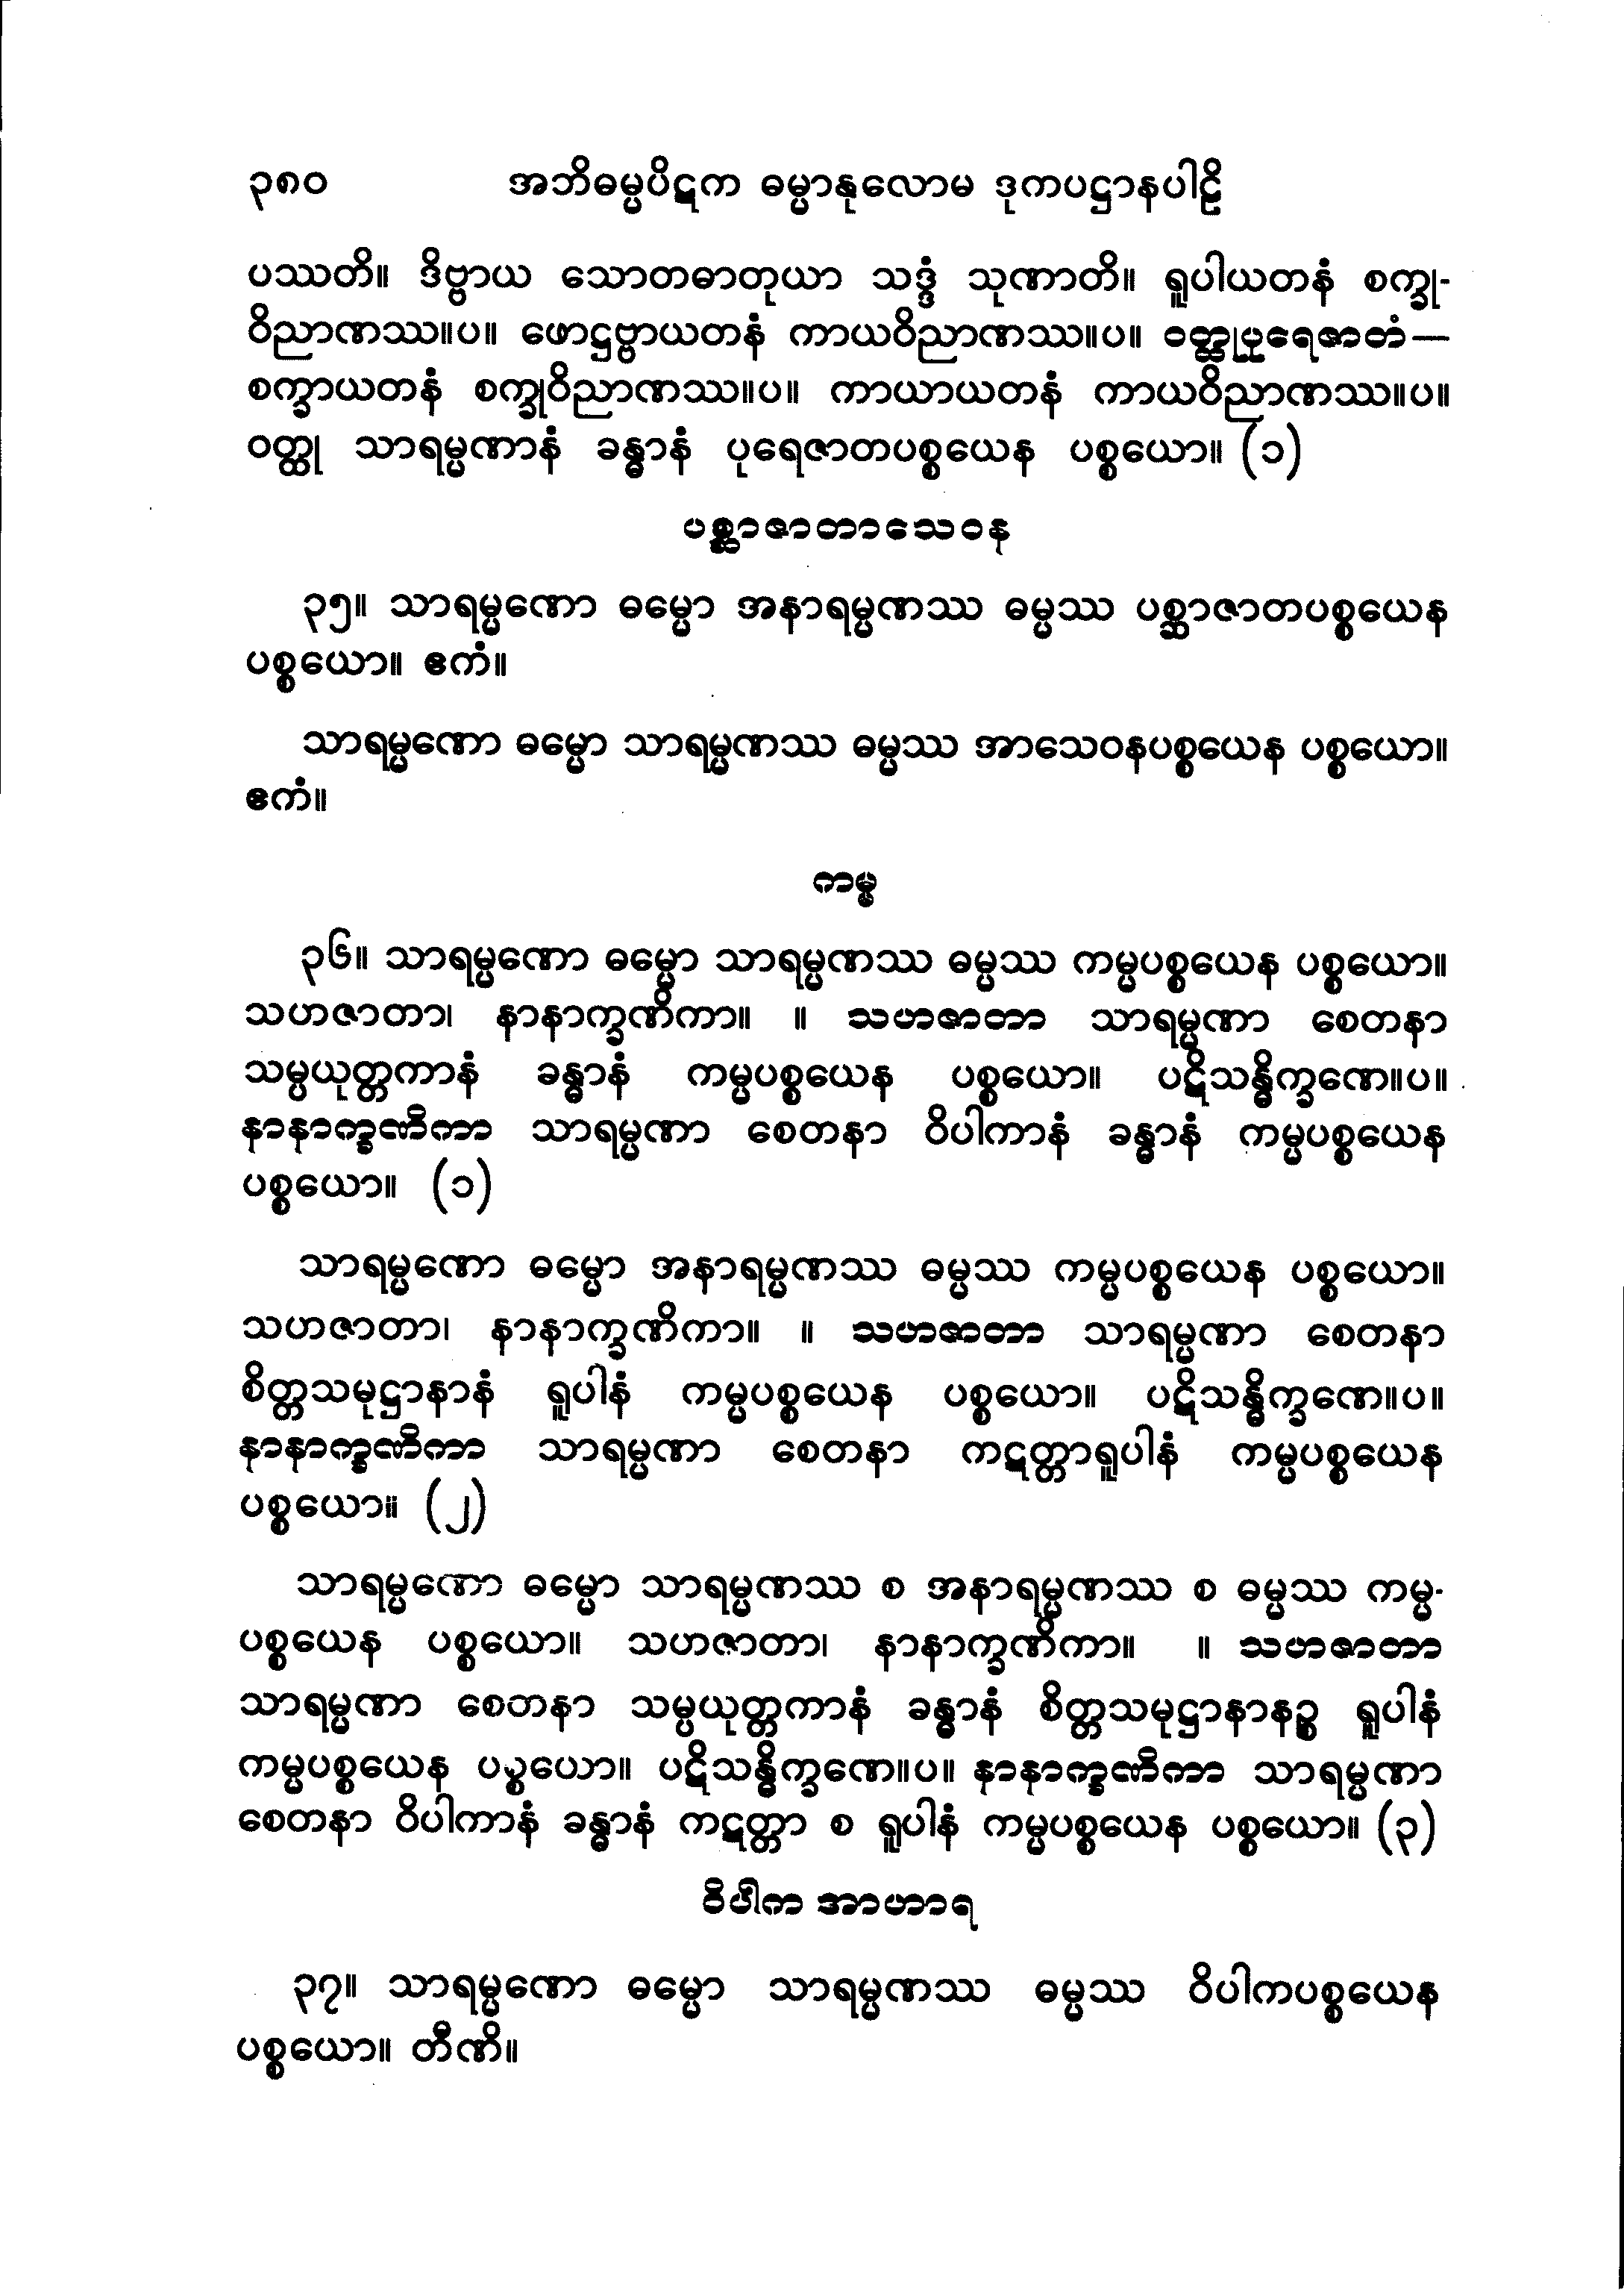 ၃၈၀ အဘိဓမ္မပိဋက ဓမ္မာနုလောမ ဒုကပဋ္ဌာနပါဠိ
ပဿတိ။ ဒိဗ္ဗာယ သောတဓာတုယာ သဒ္ဒံ သုဏာတိ။ ရူပါယတနံ စက္ခု-
ဝိညာဏဿ။ပ။ ဖောဋ္ဌဗ္ဗာယတနံ ကာယဝိညာဏဿ။ပ။ ဝတ္ထုပုရေဇာတံ—
စက္ခာယတနံ စက္ခုဝိညာဏဿ။ပ။ ကာယာယတနံ ကာယဝိညာဏဿ။ပ။
ဝတ္ထု သာရမ္မဏာနံ ခန္ဓာနံ ပုရေဇာတပစ္စယေန ပစ္စယော။ (၁)
ပစ္ဆာဇာတာသေဝန
၃၅။ သာရမ္မဏော ဓမ္မော အနာရမ္မဏဿ ဓမ္မဿ ပစ္ဆာဇာတပစ္စယေန
ပစ္စယော။ ဧကံ။
သာရမ္မဏော ဓမ္မော သာရမ္မဏဿ ဓမ္မဿ အာသေဝနပစ္စယေန ပစ္စယော။
ဧကံ။
ကမ္မ
၃၆။ သာရမ္မဏော ဓမ္မော သာရမ္မဏဿ ဓမ္မဿ ကမ္မပစ္စယေန ပစ္စယော။
သဟဇာတာ၊ နာနာက္ခဏိကာ။ ။ သဟဇာတာ သာရမ္မဏာ စေတနာ
သမ္ပယုတ္တကာနံ ခန္ဓာနံ ကမ္မပစ္စယေန ပစ္စယော။ ပဋိသန္ဓိက္ခဏေ။ပ။
နာနာက္ခဏိကာ သာရမ္မဏာ စေတနာ ဝိပါကာနံ ခန္ဓာနံ ကမ္မပစ္စယေန
ပစ္စယော။ (၁)
သာရမ္မဏော ဓမ္မော အနာရမ္မဏဿ ဓမ္မဿ ကမ္မပစ္စယေန ပစ္စယော။
သဟဇာတာ၊ နာနာက္ခဏိကာ။ ။ သဟဇာတာ သာရမ္မဏာ စေတနာ
စိတ္တသမုဋ္ဌာနာနံ ရူပါနံ ကမ္မပစ္စယေန ပစ္စယော။ ပဋိသန္ဓိက္ခဏေ။ပ။
နာနာက္ခဏိကာ သာရမ္မဏာ စေတနာ ကဋတ္တာရူပါနံ ကမ္မပစ္စယေန
ပစ္စယော။ (၂)
သာရမ္မဏော ဓမ္မော သာရမ္မဏဿ စ အနာရမ္မဏဿ စ ဓမ္မဿ ကမ္မ-
ပစ္စယေန ပစ္စယော။ သဟဇာတာ၊ နာနာက္ခဏိကာ။ ။ သဟဇာတာ
သာရမ္မဏာ စေတနာ သမ္ပယုတ္တကာနံ ခန္ဓာနံ စိတ္တသမုဋ္ဌာနာနဉ္စ ရူပါနံ
ကမ္မပစ္စယေန ပစ္စယော။ ပဋိသန္ဓိက္ခဏေ။ပ။ နာနာက္ခဏိကာ သာရမ္မဏာ
စေတနာ ဝိပါကာနံ ခန္ဓာနံ ကဋတ္တာ စ ရူပါနံ ကမ္မပစ္စယေန ပစ္စယော။ (၃)
ဝိပါက အာဟာရ
၃၇။ သာရမ္မဏော ဓမ္မော သာရမ္မဏဿ ဓမ္မဿ ဝိပါကပစ္စယေန
ပစ္စယော။ တီဏိ။